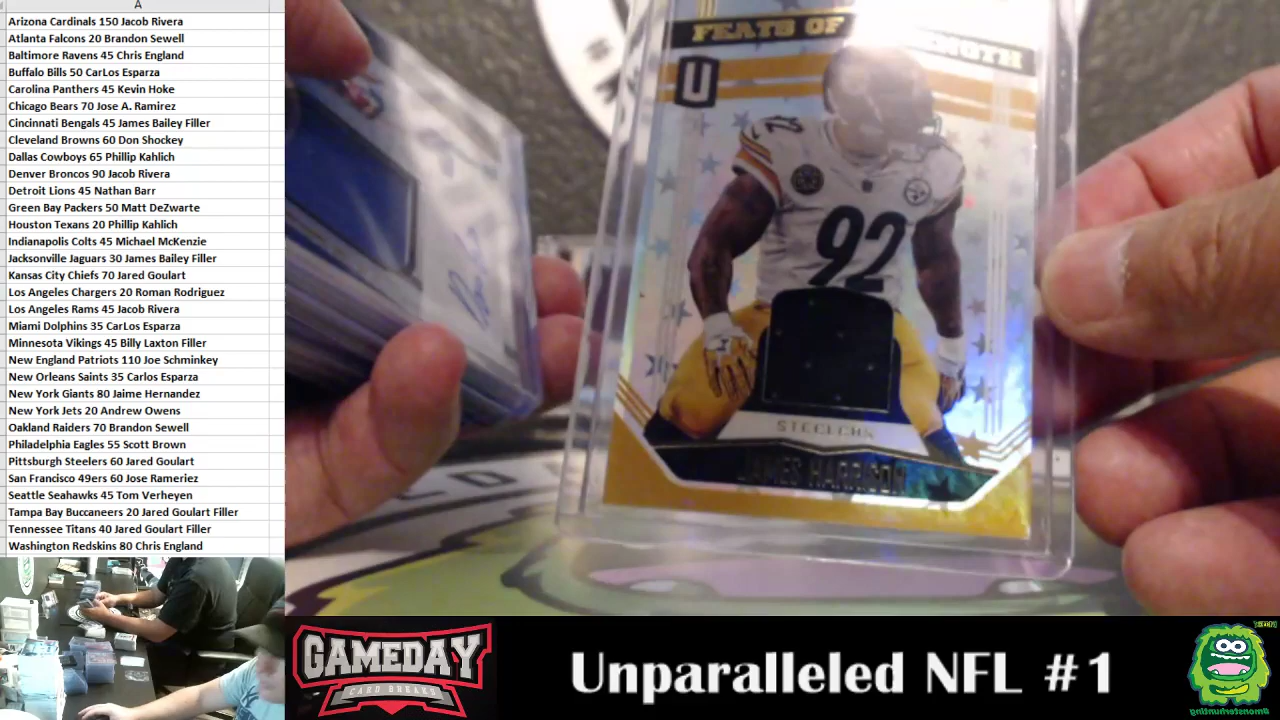 A
Arizona Cardinals 150 Jacob Rivera
Atlanta Falcons 20 Brandon Sewell
Baltimore Ravens 45 Chris England
Buffalo Bills 50 CarLos Esparza
Carolina Panthers 45 Kevin Hoke
Chicago Bears 70 Jose A. Ramirez
Cincinnati Bengals 45 James Bailey Filler
Cleveland Browns 60 Don Shockey
Dallas Cowboys 65 Phillip Kahlich
Denver Broncos 90 Jacob Rivera
Detroit Lions 45 Nathan Barr
Green Bay Packers 50 Matt DeZwarte
Houston Texans 20 Phillip Kahlich
Indianapolis Colts 45 Michael McKenzie
Jacksonville Jaguars 30 James Bailey Filler
Kansas City Chiefs 70 Jared Goulart
Los Angeles Chargers 20 Roman Rodriguez
Los Angeles Rams 45 Jacob Rivera
Miami Dolphins 35 CarLos Esparza
Minnesota Vikings 45 Billy Laxton Filler
New England Patriots 110 Joe Schminkey
New Orleans Saints 35 Carlos Esparza
New York Giants 80 Jaime Hernandez
New York Jets 20 Andrew Owens
Oakland Raiders 70 Brandon Sewell
Philadelphia Eagles 55 Scott Brown
Pittsburgh Steelers 60 Jared Goulart
San Francisco 49ers 60 Jose Rameriez
Seattle Seahawks 45 Tom Verheyen
Tampa Bay Buccaneers 20 Jared Goulart Filler
Tennessee Titans 40 Jared Goulart Filler
Washington Redskins 80 Chris England
FEATS OF
U
92
STEELERS
JAMES HARRISON
GAMEDAY
CARD BREAKS
Unparalleled NFL #1
#monsterhunting